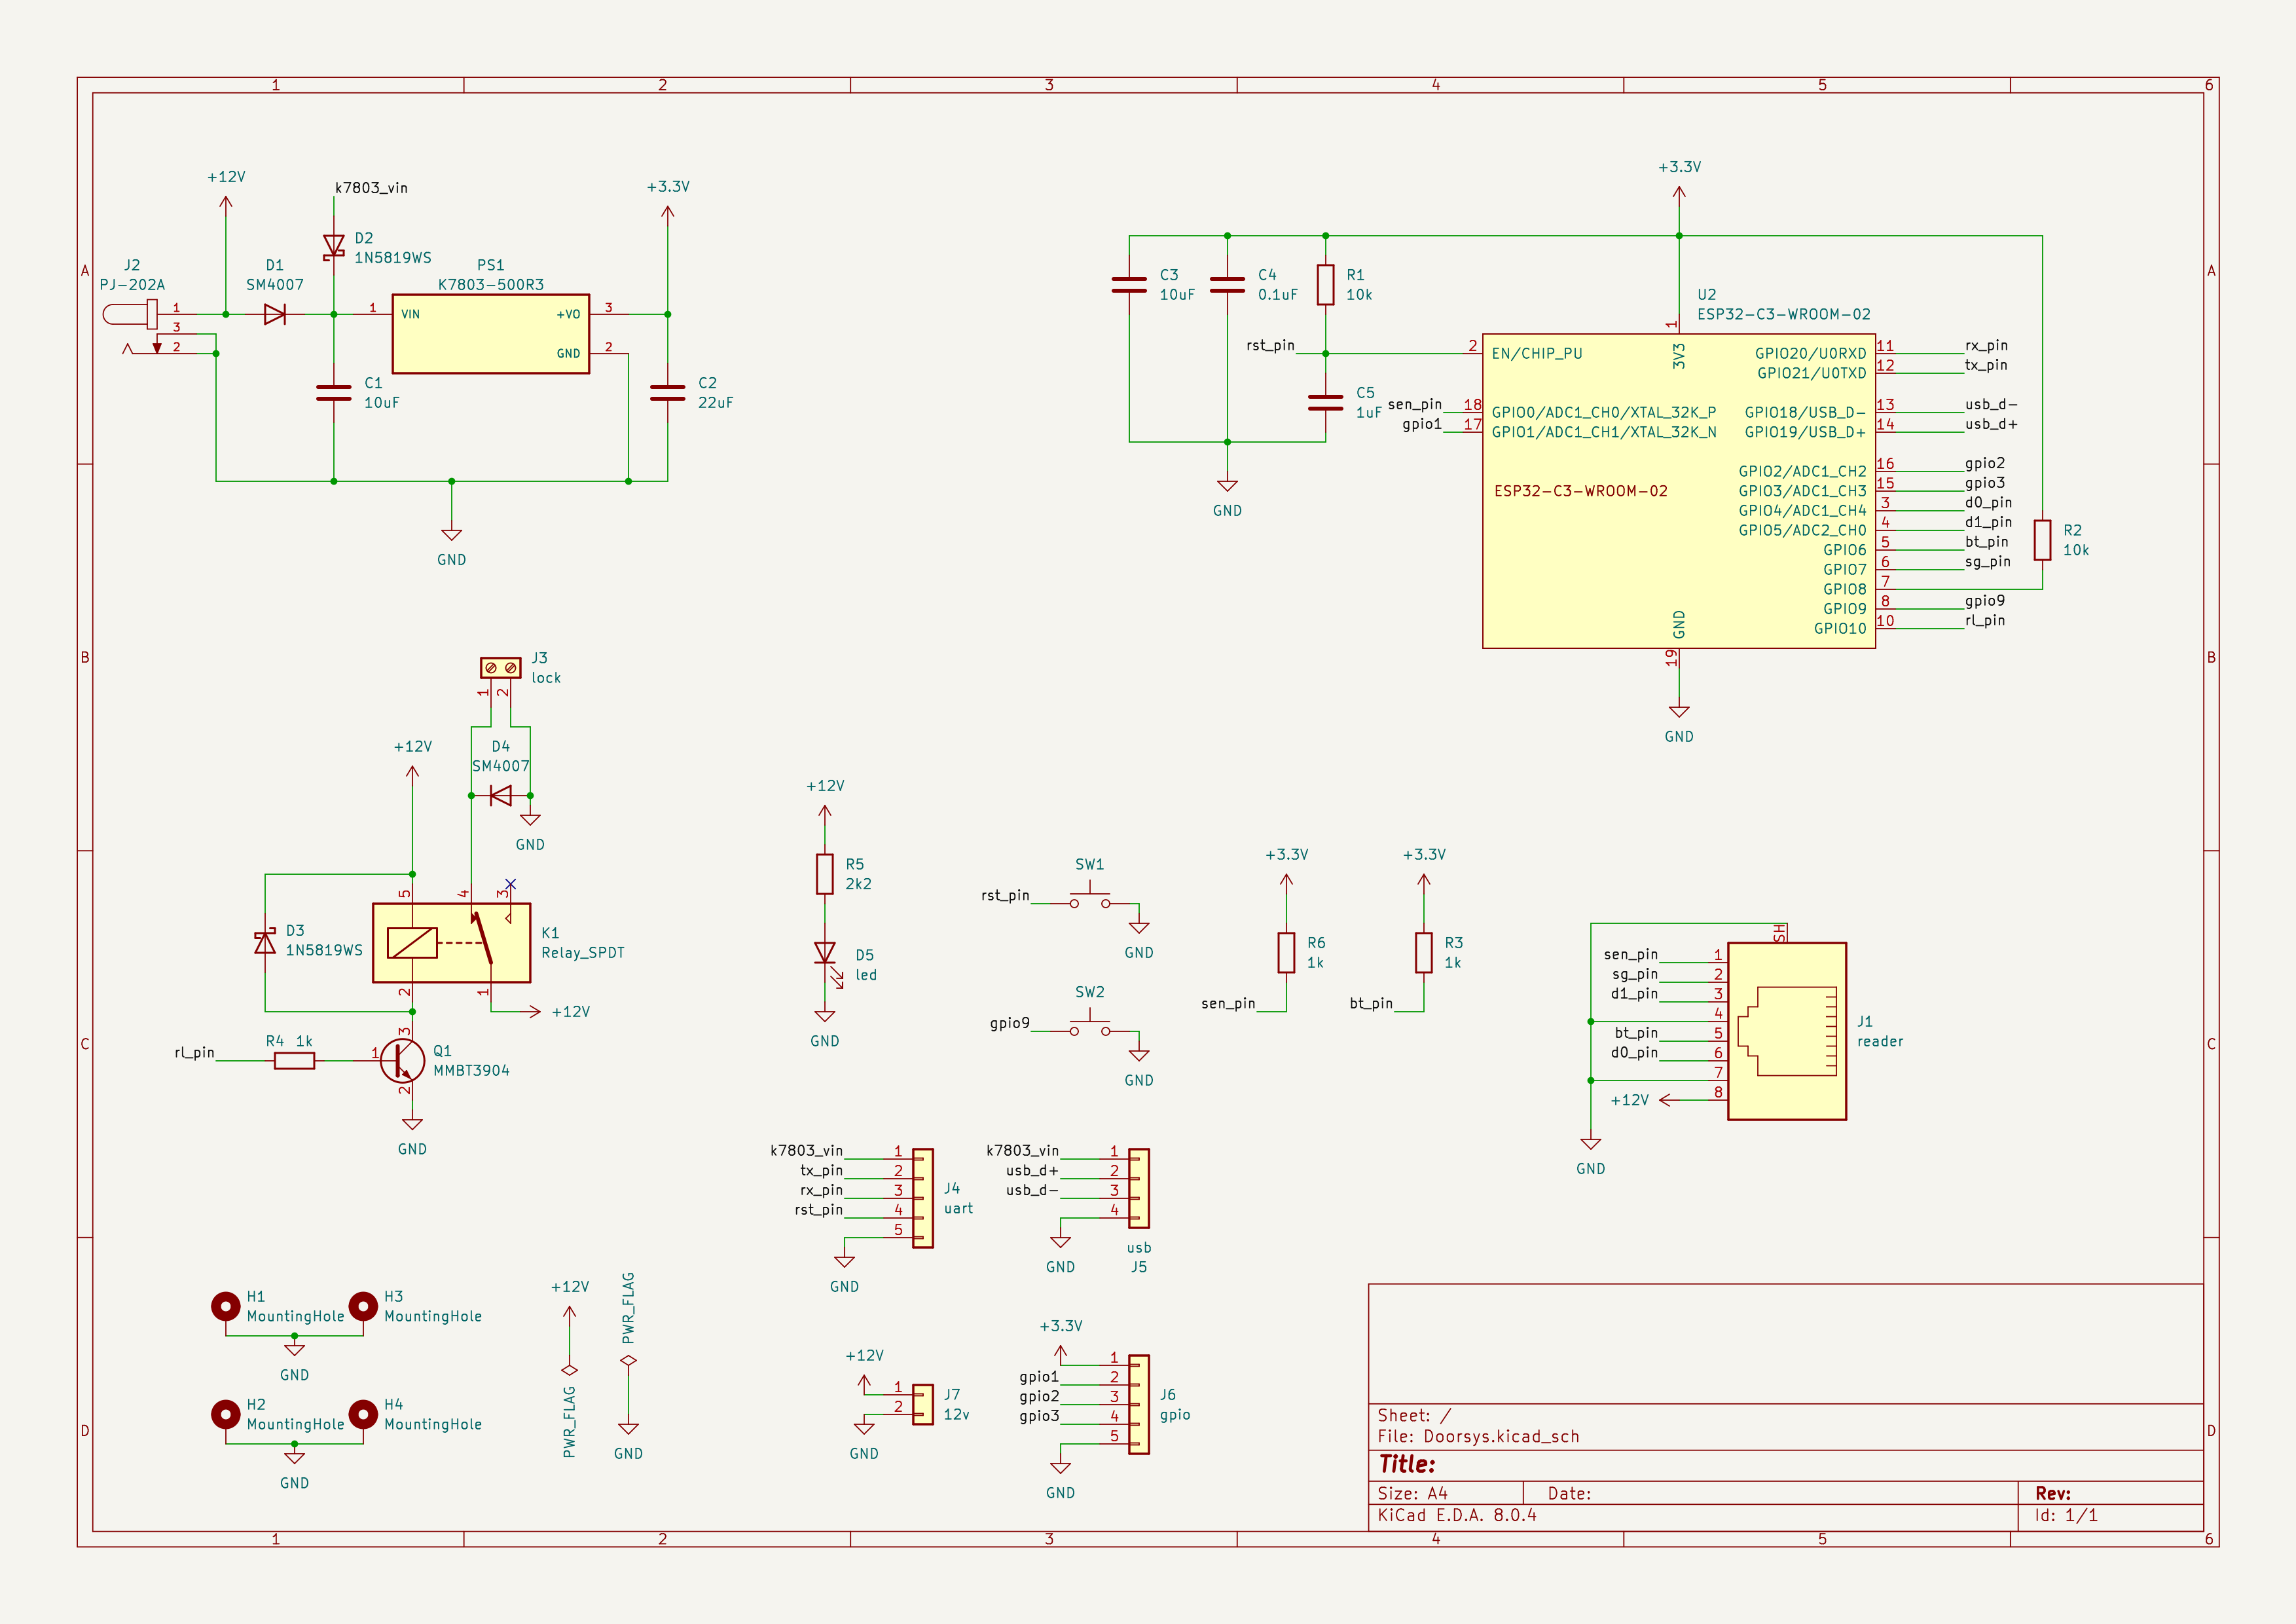 1 2 3 4 5 6
A
B
C
D
+12V
k7803_vin
D2
1N5819WS
J2
PJ-202A
D1
SM4007
PS1
K7803-500R3
1
3
2
1
VIN
+VO
GND
3
2
+3.3V
C1
10uF
C2
22uF
GND
+3.3V
C3
10uF
C4
0.1uF
R1
10k
rst_pin
C5
1uF
sen_pin
gpio1
GND
U2
ESP32-C3-WROOM-02
1
3V3
2
EN/CHIP_PU
18
GPIO0/ADC1_CH0/XTAL_32K_P
17
GPIO1/ADC1_CH1/XTAL_32K_N
ESP32-C3-WROOM-02
GPIO20/U0RXD 11 rx_pin
GPIO21/U0TXD 12 tx_pin
GPIO18/USB_D- 13 usb_d-
GPIO19/USB_D+ 14 usb_d+
GPIO2/ADC1_CH2 16 gpio2
GPIO3/ADC1_CH3 15 gpio3
GPIO4/ADC1_CH4 3 d0_pin
GPIO5/ADC2_CH0 4 d1_pin
GPIO6 5 bt_pin
GPIO7 6 sg_pin
GPIO8 7
GPIO9 8 gpio9
GPIO10 10 rl_pin
GND
19
GND
R2
10k
J3
lock
1 2
D4
SM4007
GND
+12V
5 4 3
D3
1N5819WS
K1
Relay_SPDT
2 1
+12V
rl_pin
R4 1k
1
3
2
Q1
MMBT3904
GND
+12V
R5
2k2
D5
led
GND
SW1
rst_pin
GND
SW2
gpio9
GND
+3.3V
R6
1k
sen_pin
+3.3V
R3
1k
bt_pin
SH
sen_pin 1
sg_pin 2
d1_pin 3
4
bt_pin 5
d0_pin 6
7
+12V 8
J1
reader
GND
k7803_vin 1
tx_pin 2
rx_pin 3
rst_pin 4
5
J4
uart
GND
k7803_vin 1
usb_d+ 2
usb_d- 3
4
GND
usb
J5
H1
MountingHole
H3
MountingHole
GND
H2
MountingHole
H4
MountingHole
GND
+12V
PWR_FLAG
PWR_FLAG
GND
+12V
1
2
J7
12v
GND
+3.3V
1
gpio1 2
gpio2 3
gpio3 4
5
J6
gpio
GND
Sheet: /
File: Doorsys.kicad_sch
Title:
Size: A4 Date: Rev:
KiCad E.D.A. 8.0.4 Id: 1/1
A
B
C
D
1 2 3 4 5 6